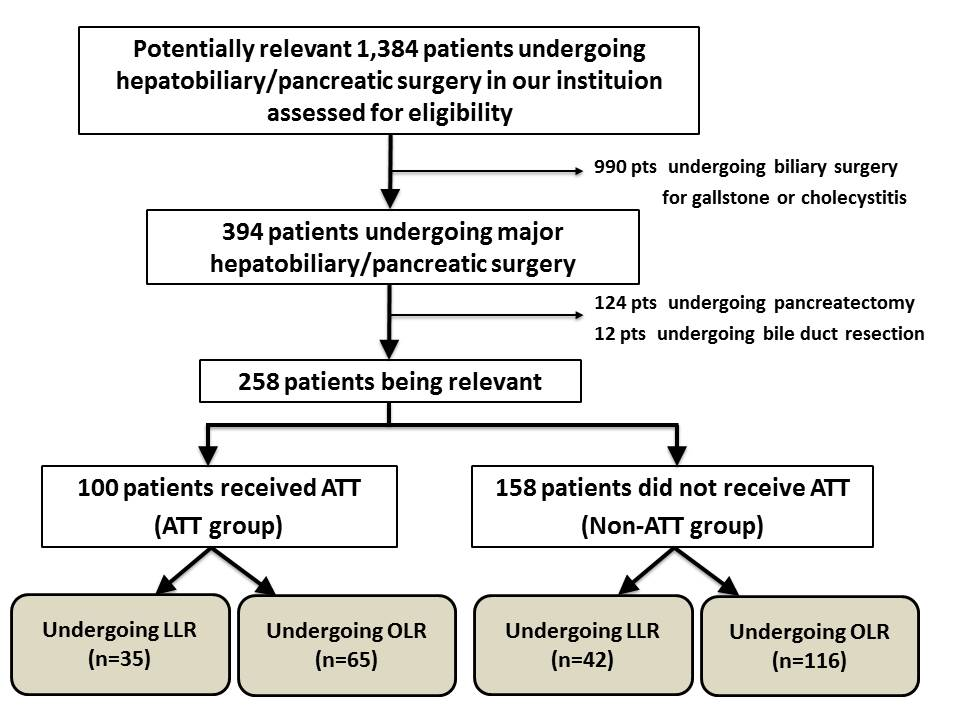 Potentially relevant 1,384 patients undergoing
hepatobiliary/pancreatic surgery in our instituion
assessed for eligibility
990 pts undergoing biliary surgery
for gallstone or cholecystitis
394 patients undergoing major
hepatobiliary/pancreatic surgery
124 pts undergoing pancreatectomy
12 pts undergoing bile duct resection
258 patients being relevant
100 patients received ATT
(ATT group)
158 patients did not receive ATT
(Non-ATT group)
Undergoing LLR
(n=35)
Undergoing OLR
(n=65)
Undergoing LLR
(n=42)
Undergoing OLR
(n=116)